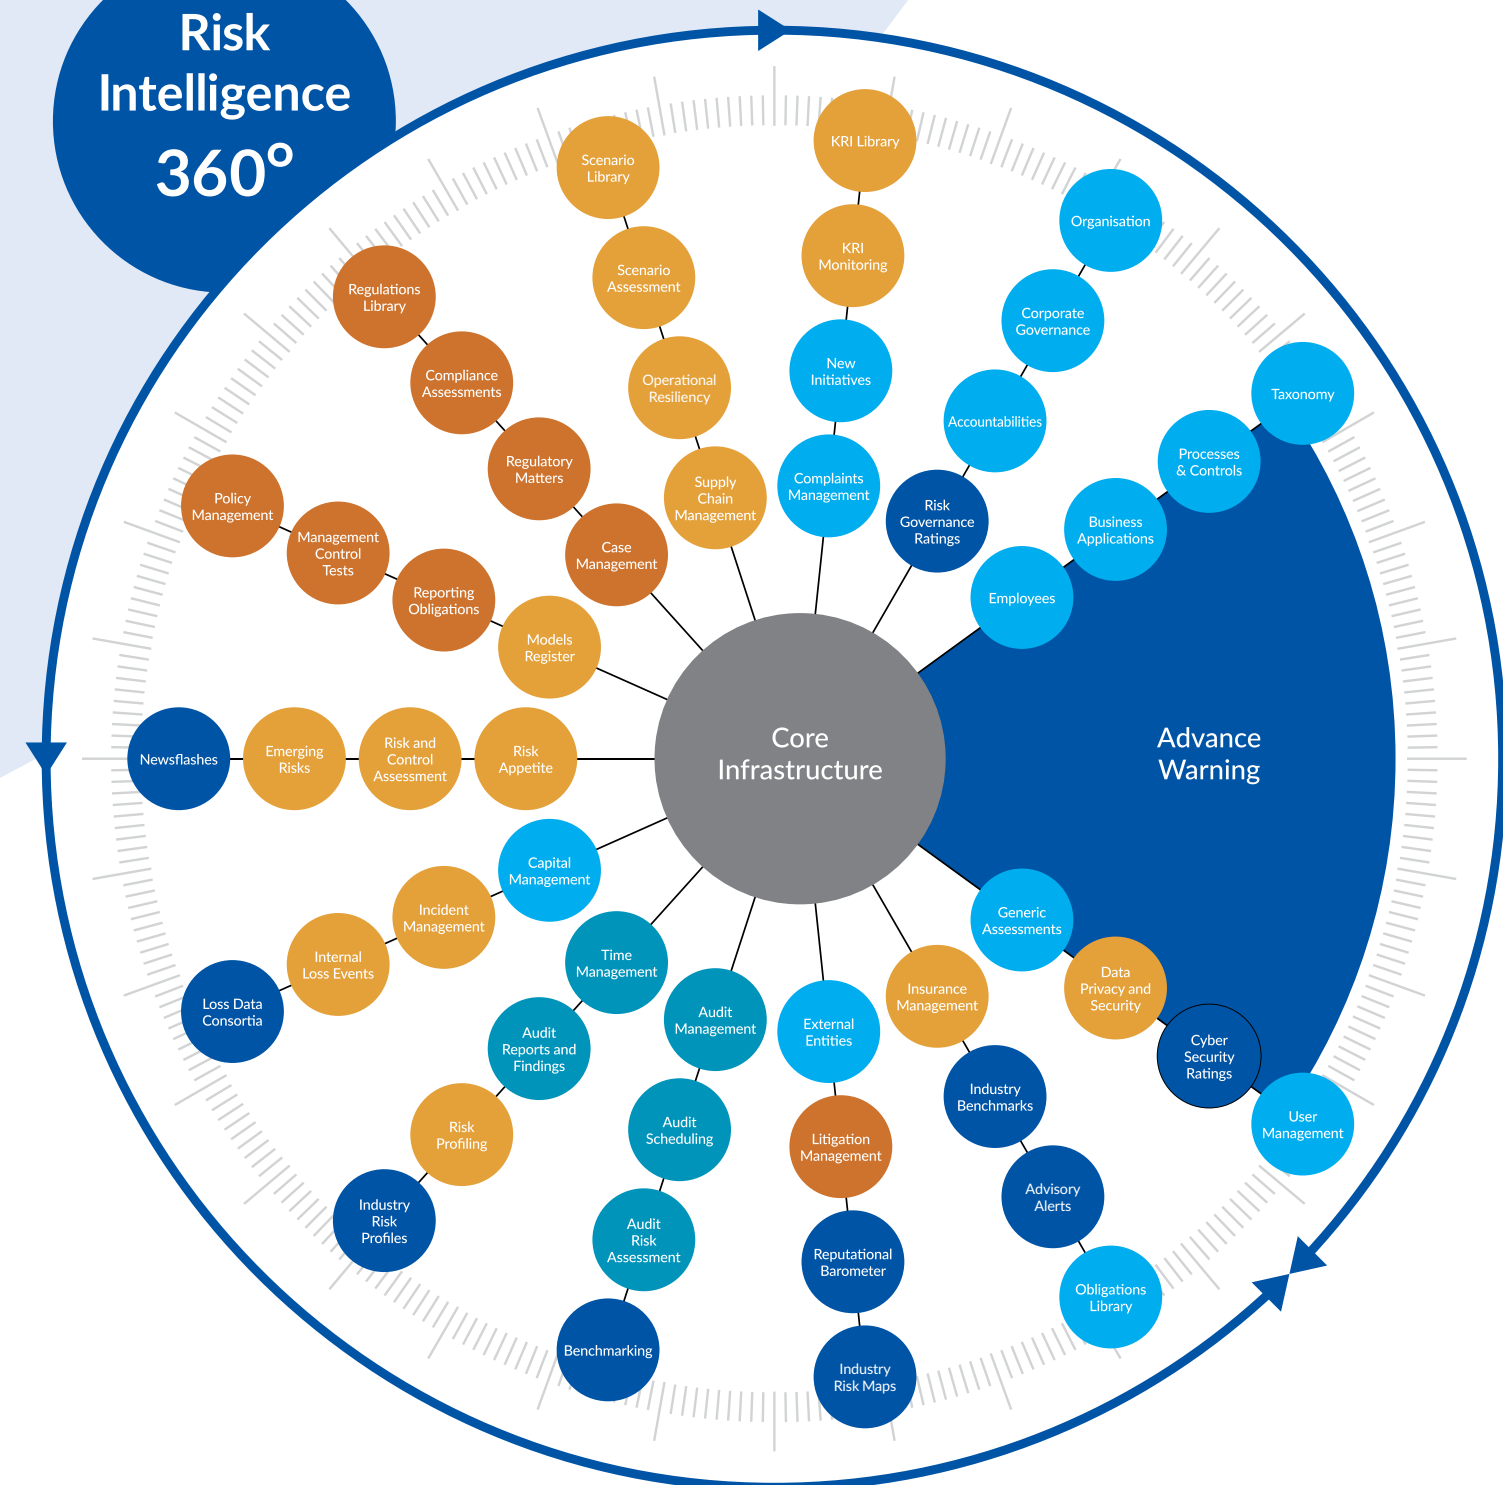 Risk
Intelligence
360°
KRI Library
Scenario
Library
Organisation
KRI
Monitoring
Scenario
Assessment
Regulations
Library
Corporate
Governance
New
Initiatives
Operational
Resiliency
Compliance
Assessments
Taxonomy
Accountabilities
Processes
& Controls
Regulatory
Matters
Complaints
Management
Supply
Chain
Management
Policy
Management
Risk
Governance
Ratings
Business
Applications
Management
Control
Tests
Case
Management
Reporting
Obligations
Employees
Models
Register
Newsflashes
Emerging
Risks
Risk and
Control
Assessment
Risk
Appetite
Core
Infrastructure
Advance
Warning
Capital
Management
Incident
Management
Generic
Assessments
Internal
Loss Events
Time
Management
Loss Data
Consortia
Insurance
Management
Data
Privacy and
Security
Audit
Management
External
Entities
Audit
Reports and
Findings
Cyber
Security
Ratings
Industry
Benchmarks
Risk
Profiling
Audit
Scheduling
Litigation
Management
User
Management
Advisory
Alerts
Industry
Risk
Profiles
Audit
Risk
Assessment
Reputational
Barometer
Obligations
Library
Benchmarking
Industry
Risk Maps